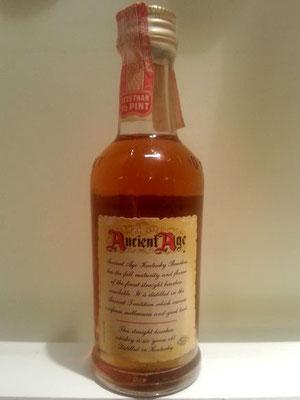 LESS THAN
½ PINT
Ancient Age
Ancient Age Kentucky Bourbon
has the full maturity and flavor
of the finest straight bourbon
available. It is distilled in the
Ancient Tradition which
mellowness and good taste.
This straight bourbon
whiskey is six years old
Distilled in Kentucky